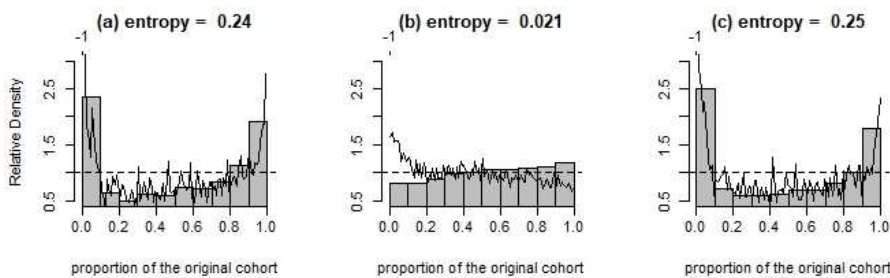 (a) entropy = 0.24
(b) entropy = 0.021
(c) entropy = 0.25
-1
-1
-1
Relative Density
2.5
1.5
0.5
2.5
1.5
0.5
2.5
1.5
0.5
0.0 0.2 0.4 0.6 0.8 1.0
0.0 0.2 0.4 0.6 0.8 1.0
0.0 0.2 0.4 0.6 0.8 1.0
proportion of the original cohort
proportion of the original cohort
proportion of the original cohort